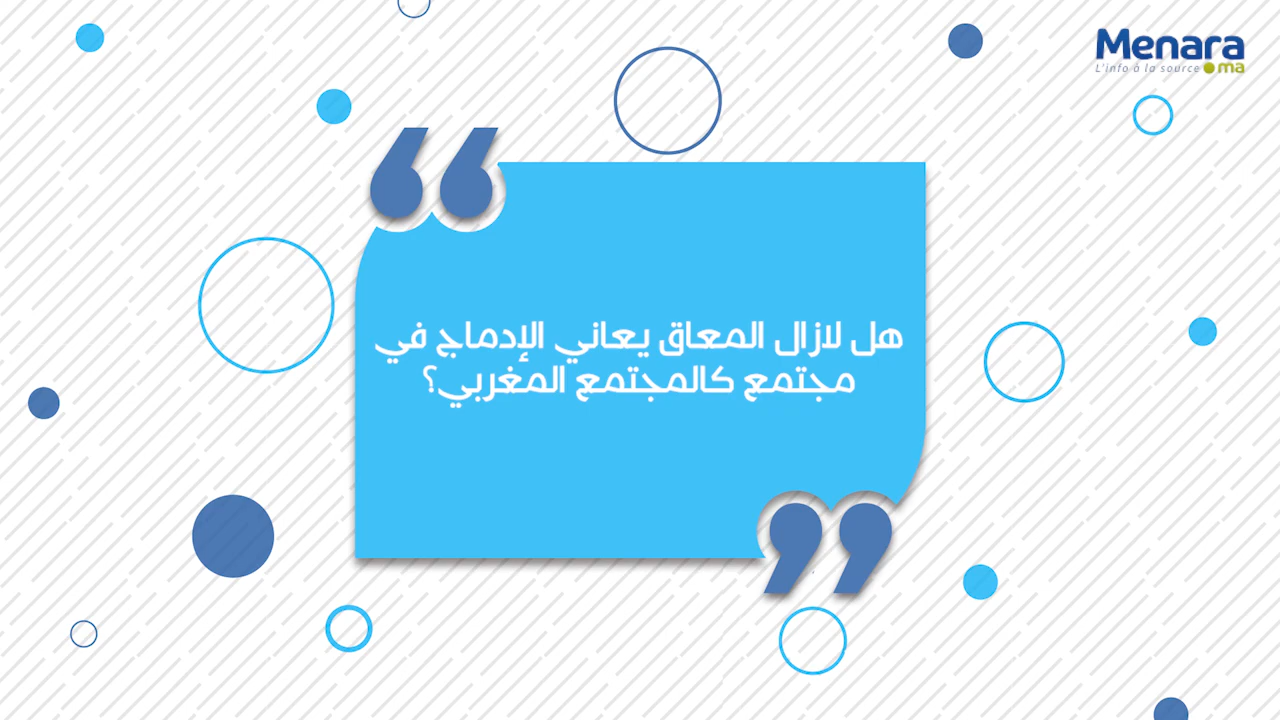 Menara
L'info à la source ma
هل لازال المعاق يعاني الإدماج في
مجتمع كالمجتمع المغربي؟